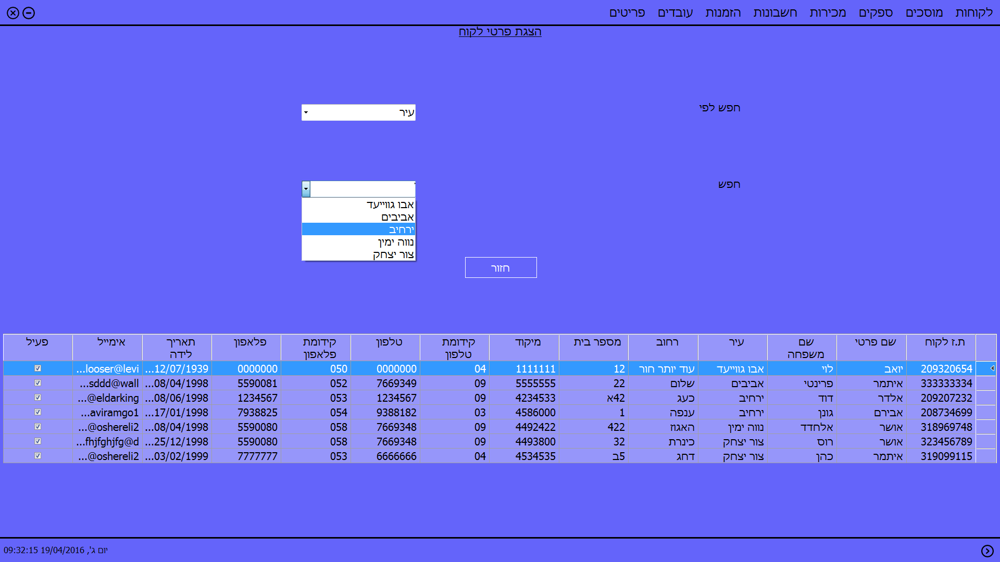 לקוחות מוסכים ספקים מכירות חשבונות הזמנות עובדים פריטים
הצגת פרטי לקוח
חפש לפי
עיר
חפש
אבו גווייעד
אביבים
ירחיב
נווה ימין
צור יצחק
חזור
ת.ז לקוח שם פרטי שם משפחה עיר רחוב מספר בית מיקוד קידומת טלפון טלפון קידומת פלאפון פלאפון תאריך לידה אימייל פעיל
209320654 יואב לוי אבו גווייעד עוד יותר חור 12 1111111 04 0000000 050 0000000 12/07/1939... looser@levi...
333333334 איתמר פרינטי אביבים שלום 22 5555555 09 7669349 052 5590081 08/04/1998... sddd@wall...
209207232 אלדר דוד ירחיב כעג 42א 4234533 09 1234567 053 1234567 08/06/1998... eldarking@...
208734699 אבירם גונן ירחיב ענפה 1 4586000 03 9388182 054 7938825 17/01/1998... aviramgo1...
318969748 אושר אלחדד נווה ימין האגוז 422 4492422 09 7669348 058 5590080 08/04/1998... oshereli2@...
323456789 אושר רוס צור יצחק כינרת 32 4493800 09 7669348 058 5590080 25/12/1998... fhjfghjfg@d...
319099115 איתמר כהן צור יצחק דחג 5ב 4534535 04 6666666 053 7777777 03/02/1999... oshereli2@...
יום ג', 19/04/2016 09:32:15